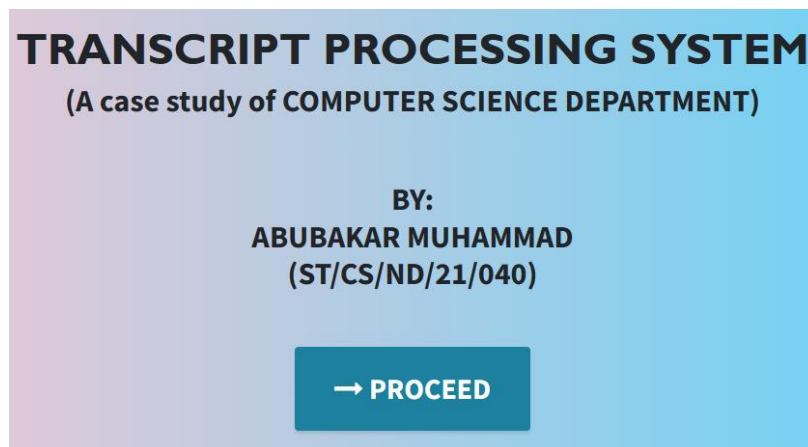 TRANSCRIPT PROCESSING SYSTEM
(A case study of COMPUTER SCIENCE DEPARTMENT)
BY:
ABUBAKAR MUHAMMAD
(ST/CS/ND/21/040)
→ PROCEED